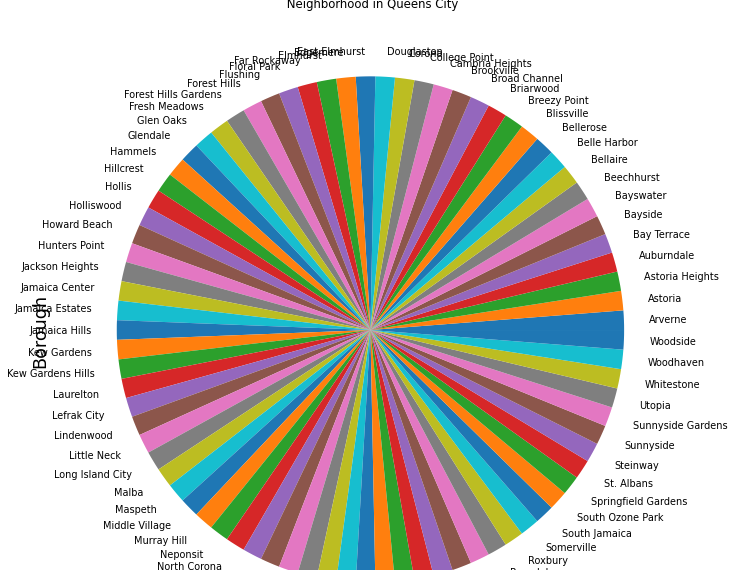 Neighborhood in Queens City
Borough
Arverne
Astoria
Astoria Heights
Auburndale
Bay Terrace
Bayside
Bayswater
Beechhurst
Bellaire
Belle Harbor
Bellerose
Blissville
Breezy Point
Briarwood
Broad Channel
Brookville
Cambria Heights
College Point
Corona
Douglaston
East Elmhurst
Edgemere
Elmhurst
Far Rockaway
Floral Park
Flushing
Forest Hills
Forest Hills Gardens
Fresh Meadows
Glen Oaks
Glendale
Hammels
Hillcrest
Hollis
Holliswood
Howard Beach
Hunters Point
Jackson Heights
Jamaica Center
Jamaica Estates
Jamaica Hills
Kew Gardens
Kew Gardens Hills
Laurelton
Lefrak City
Lindenwood
Little Neck
Long Island City
Malba
Maspeth
Middle Village
Murray Hill
Neponsit
North Corona
Roxbury
Somerville
South Jamaica
South Ozone Park
Springfield Gardens
St. Albans
Steinway
Sunnyside
Sunnyside Gardens
Utopia
Whitestone
Woodhaven
Woodside